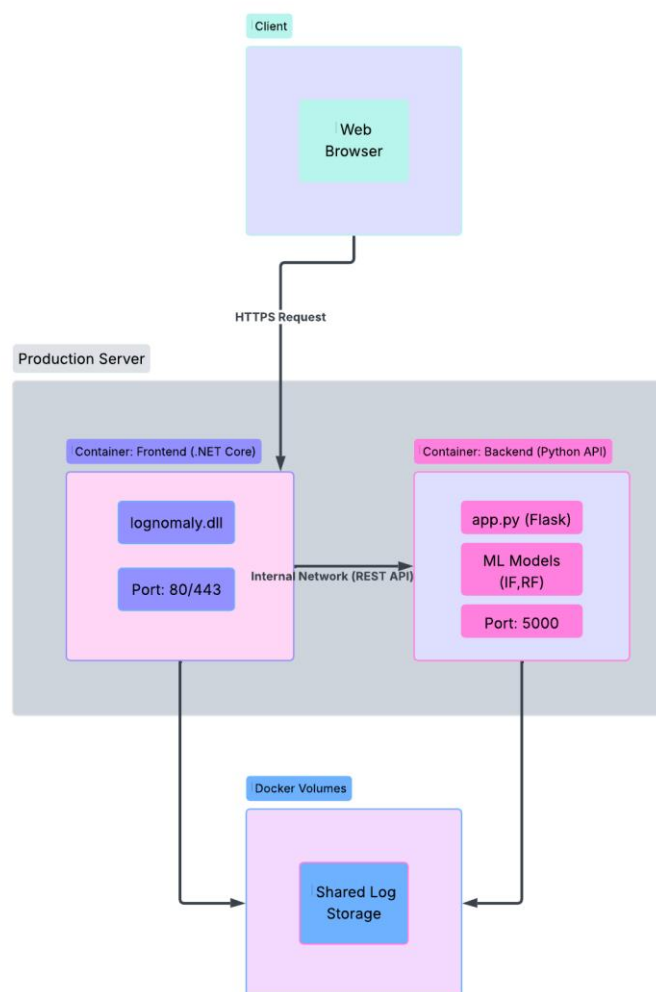 Client
Web
Browser
HTTPS Request
Production Server
Container: Frontend (.NET Core)
lognomaly.dll
Port: 80/443
Internal Network (REST API)
Container: Backend (Python API)
app.py (Flask)
ML Models
(IF,RF)
Port: 5000
Docker Volumes
Shared Log
Storage